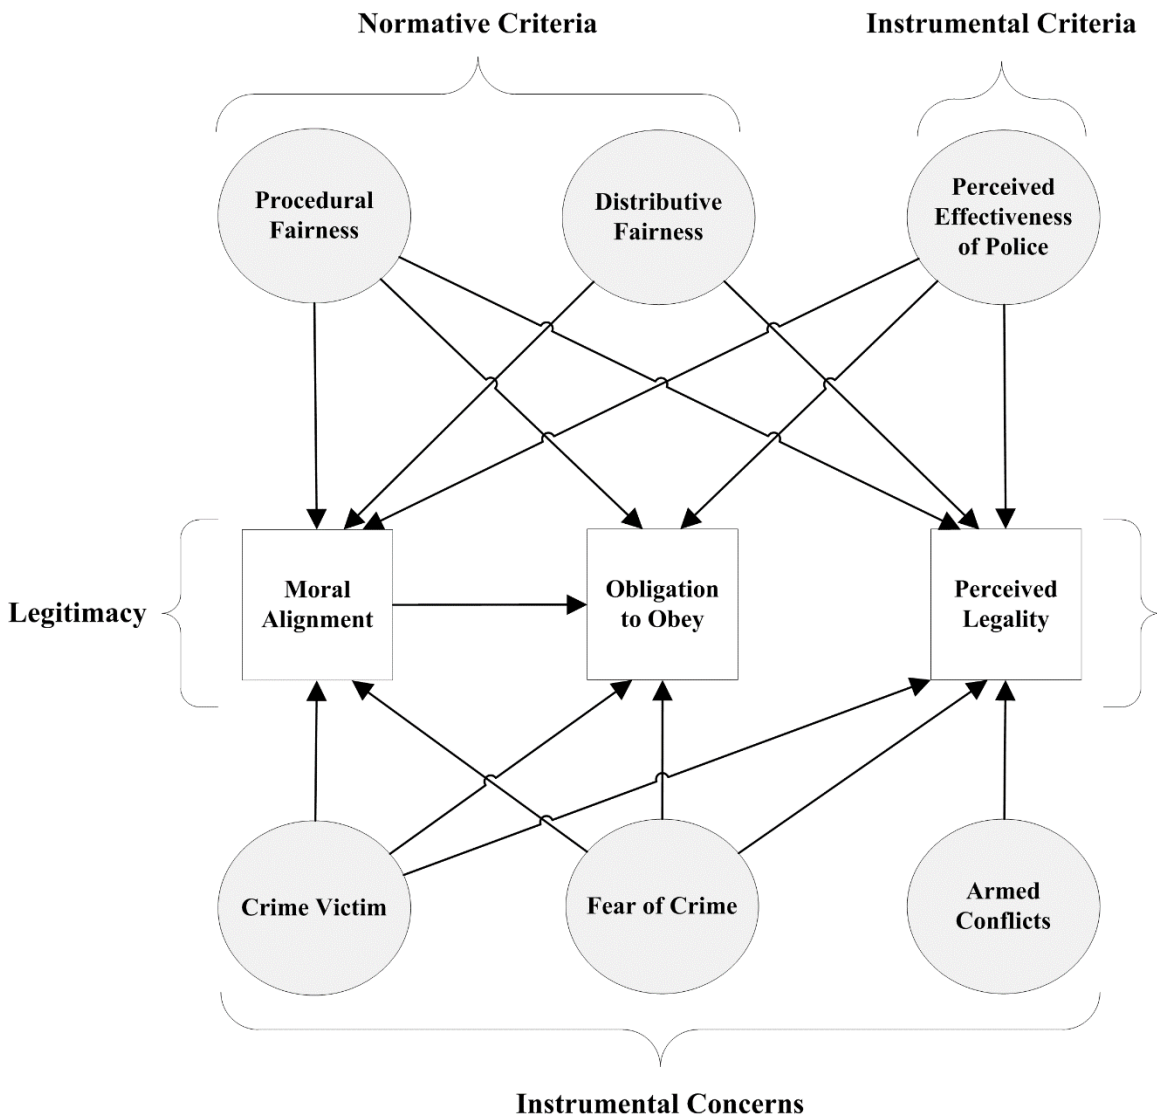 Normative Criteria
Instrumental Criteria
Procedural
Fairness
Distributive
Fairness
Perceived
Effectiveness
of Police
Legitimacy
Moral
Alignment
Obligation
to Obey
Perceived
Legality
Crime Victim
Fear of Crime
Armed
Conflicts
Instrumental Concerns